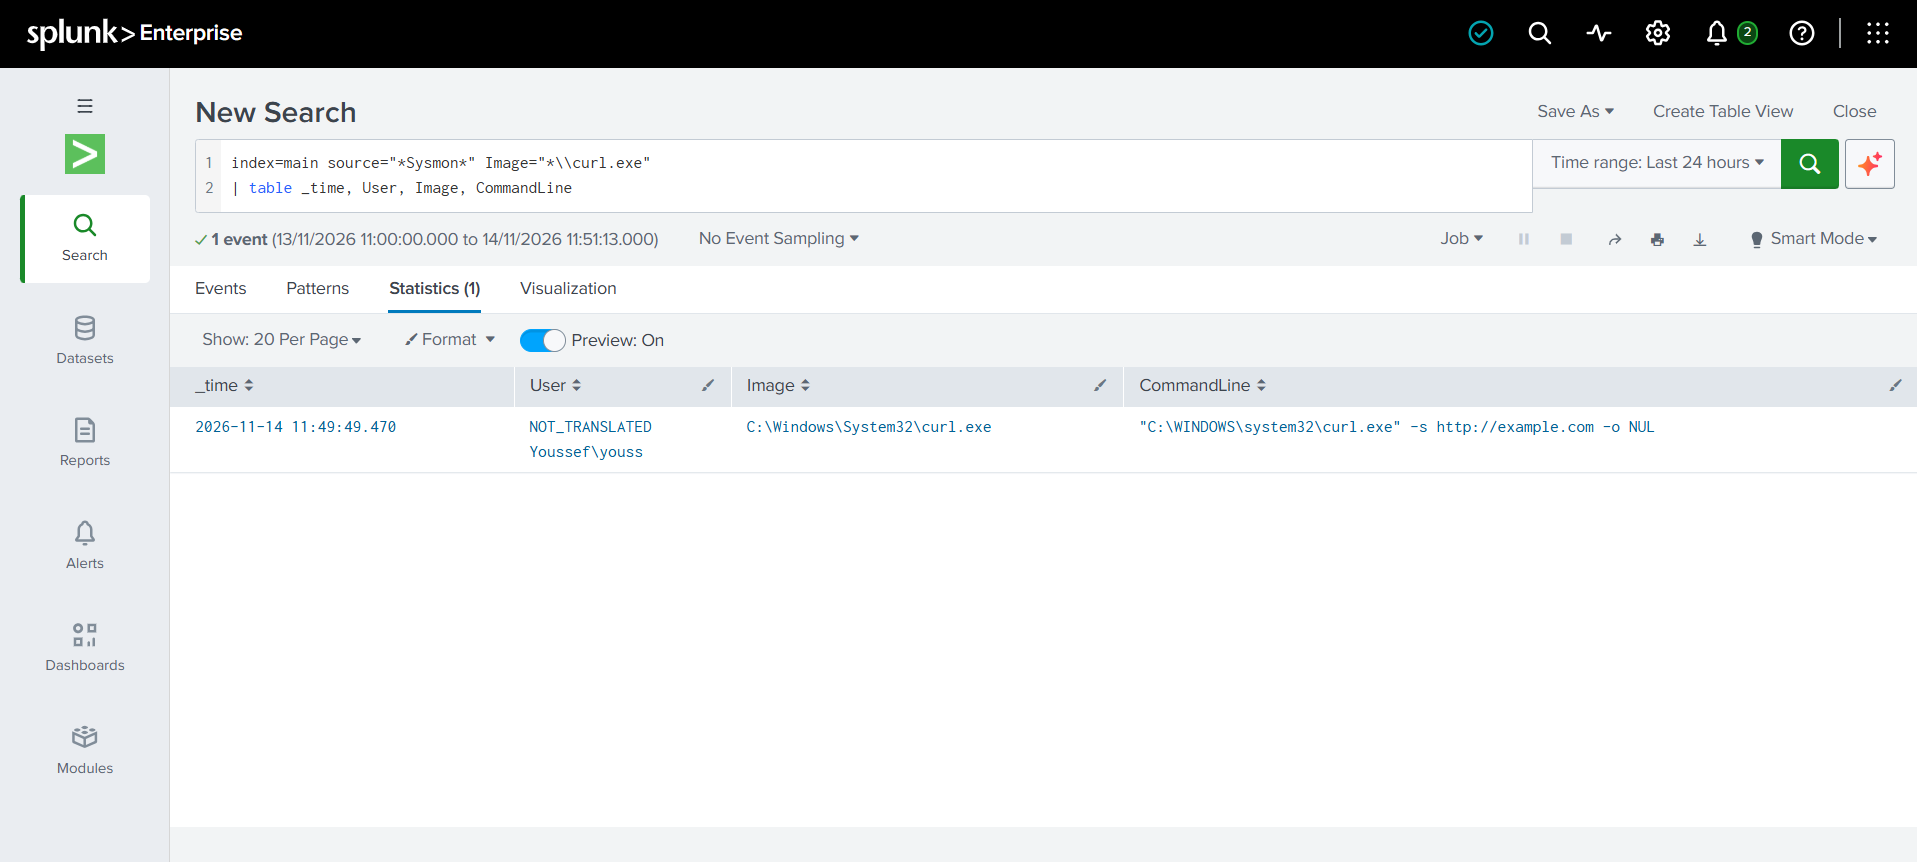 splunk> Enterprise
2
New Search
Save As
Create Table View
Close
1 index=main source="*Sysmon*" Image="*\\curl.exe"
2 | table _time, User, Image, CommandLine
Time range: Last 24 hours
1 event (13/11/2026 11:00:00.000 to 14/11/2026 11:51:13.000)
No Event Sampling
Job
Smart Mode
Search
Datasets
Reports
Alerts
Dashboards
Modules
Events
Patterns
Statistics (1)
Visualization
Show: 20 Per Page
Format
Preview: On
_time
User
Image
CommandLine
2026-11-14 11:49:49.470
NOT_TRANSLATED
Youssef\youss
C:\Windows\System32\curl.exe
"C:\WINDOWS\system32\curl.exe" -s http://example.com -o NUL